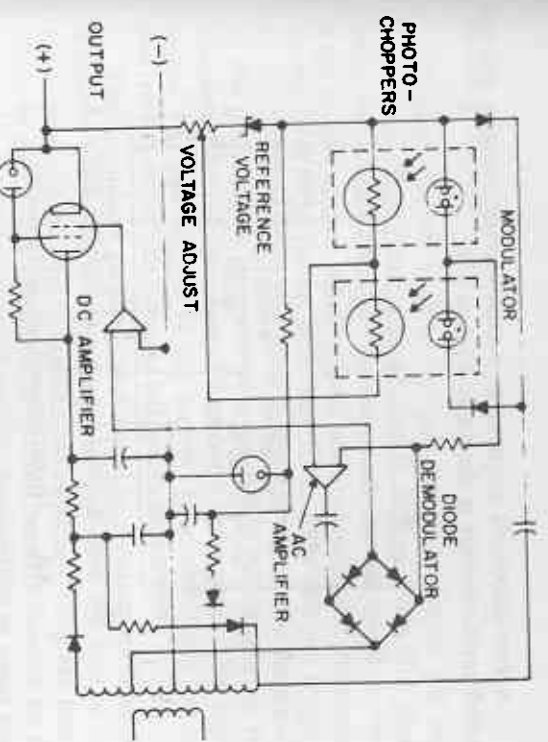 PHOTO-
CHOPPERS
MODULATOR
REFERENCE
VOLTAGE
VOLTAGE ADJUST
OUTPUT
(−)
(+)
DC AMPLIFIER
AC
AMPLIFIER
DIODE
DEMODULATOR